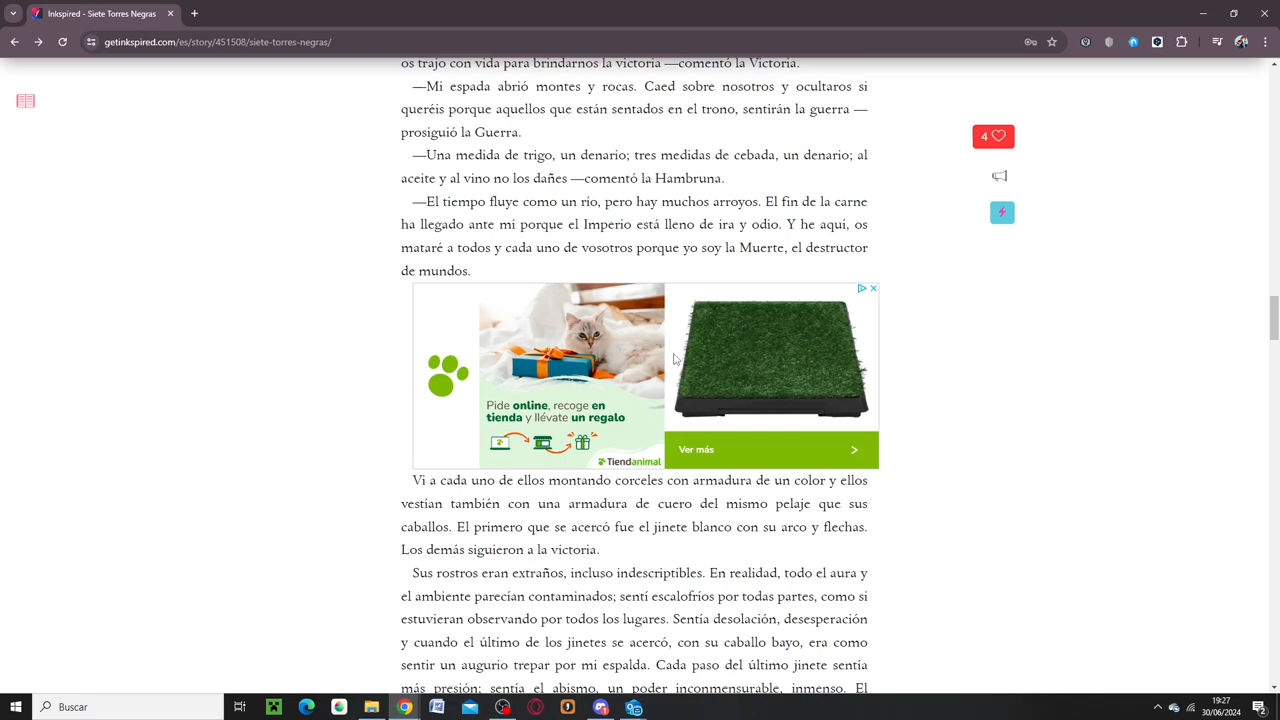 Inkspired - Siete Torres Negras
getinkspired.com/es/story/451508/siete-torres-negras/
os trajo con vida para brindarnos la victoria —comentó la Victoria.
—Mi espada abrió montes y rocas. Caed sobre nosotros y ocultaros si
queréis porque aquellos que están sentados en el trono, sentirán la guerra —
prosiguió la Guerra.
—Una medida de trigo, un denario; tres medidas de cebada, un denario; al
aceite y al vino no los dañes —comentó la Hambruna.
—El tiempo fluye como un río, pero hay muchos arroyos. El fin de la carne
ha llegado ante mí porque el Imperio está lleno de ira y odio. Y he aquí, os
mataré a todos y cada uno de vosotros porque yo soy la Muerte, el destructor
de mundos.
4
Pide online, recoge en
tienda y llévate un regalo
Tiendanimal
Ver más
Vi a cada uno de ellos montando corceles con armadura de un color y ellos
vestían también con una armadura de cuero del mismo pelaje que sus
caballos. El primero que se acercó fue el jinete blanco con su arco y flechas.
Los demás siguieron a la victoria.
Sus rostros eran extraños, incluso indescriptibles. En realidad, todo el aura y
el ambiente parecían contaminados; sentí escalofríos por todas partes, como si
estuvieran observando por todos los lugares. Sentía desolación, desesperación
y cuando el último de los jinetes se acercó, con su caballo bayo, era como
sentir un augurio trepar por mi espalda. Cada paso del último jinete sentía
más presión; sentía el abismo, un poder inconmensurable, inmenso. El
Buscar
19:27
30/06/2024
2